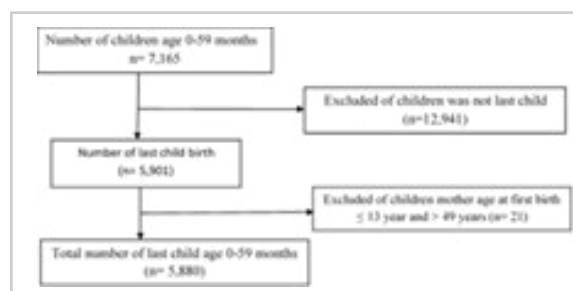 Number of children age 0-59 months
n= 7,165
Excluded of children was not last child
(n=12,941)
Number of last child birth
(n= 5,901)
Excluded of children mother age at first birth
≤ 13 year and > 49 years (n= 21)
Total number of last child age 0-59 months
(n= 5,880)